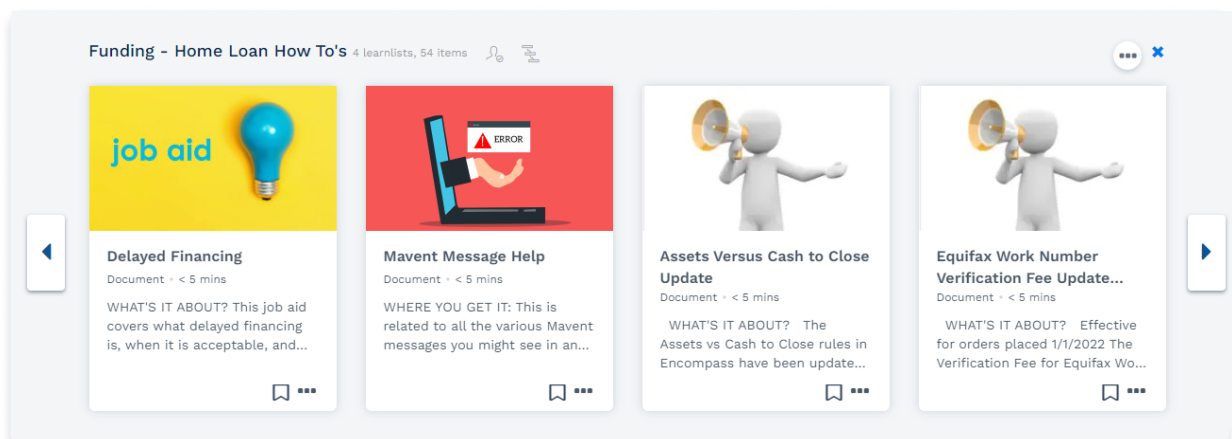 Funding - Home Loan How To's 4 learnlists, 54 items
job aid
Delayed Financing
Document • < 5 mins
WHAT'S IT ABOUT? This job aid
covers what delayed financing
is, when it is acceptable, and...
ERROR
Mavent Message Help
Document • < 5 mins
WHERE YOU GET IT: This is
related to all the various Mavent
messages you might see in an...
Assets Versus Cash to Close
Update
Document • < 5 mins
WHAT'S IT ABOUT? The
Assets vs Cash to Close rules in
Encompass have been update...
Equifax Work Number
Verification Fee Update...
Document • < 5 mins
WHAT'S IT ABOUT? Effective
for orders placed 1/1/2022 The
Verification Fee for Equifax Wo...